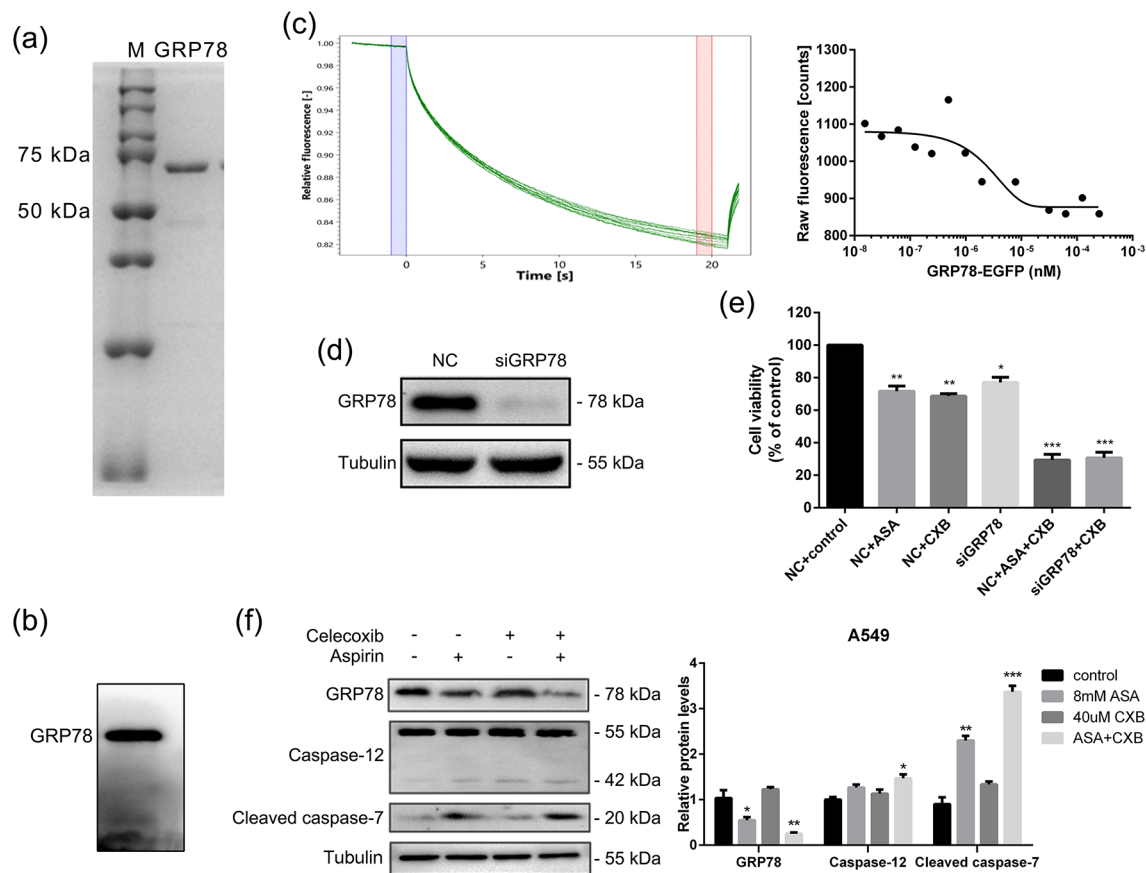 (a)
M GRP78
75 kDa
50 kDa
(b)
GRP78
(c)
Relative fluorescence [-]
1.00
0.98
0.96
0.94
0.92
0.90
0.88
0.86
0.84
0.82
0 5 10 15 20
Time [s]
Raw fluorescence [counts]
1300
1200
1100
1000
900
800
10-8 10-7 10-6 10-5 10-4 10-3
GRP78-EGFP (nM)
(d)
NC siGRP78
GRP78 - 78 kDa
Tubulin - 55 kDa
(e)
Cell viability
(% of control)
120
100
80
60
40
20
0
** ** * *** ***
NC+control
NC+ASA
NC+CXB
siGRP78
NC+ASA+CXB
siGRP78+CXB
(f)
Celecoxib - - + +
Aspirin - + - +
GRP78 - 78 kDa
- 55 kDa
Caspase-12
- 42 kDa
Cleaved caspase-7 - 20 kDa
Tubulin - 55 kDa
A549
Relative protein levels
4
3
2
1
0
* ** * ** ***
GRP78 Caspase-12 Cleaved caspase-7
control
8mM ASA
40uM CXB
ASA+CXB